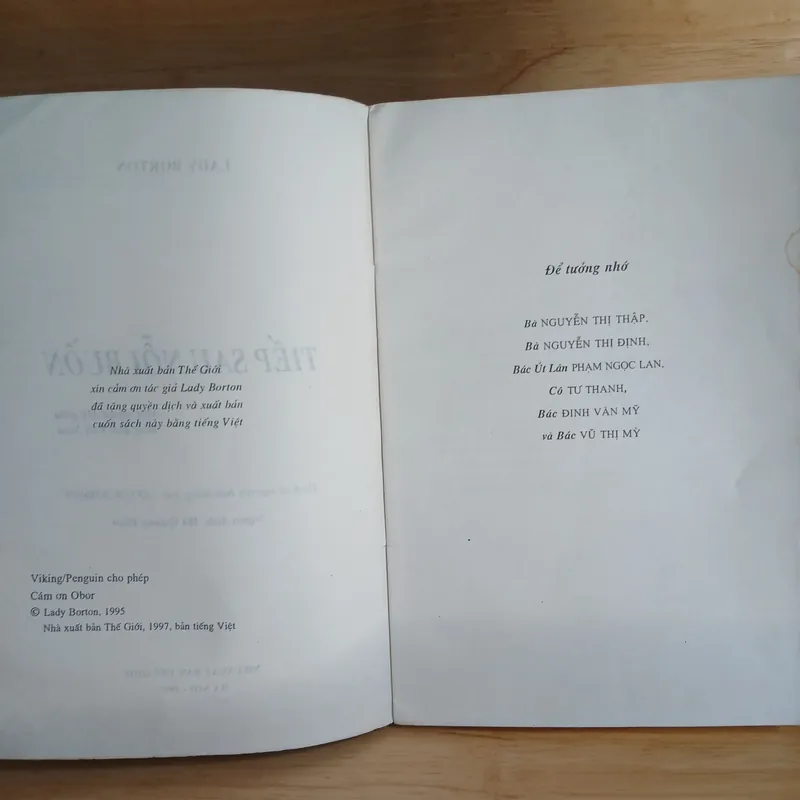 Nhà xuất bản Thế Giới
xin cảm ơn tác giả Lady Borton
đã tặng quyền dịch và xuất bản
cuốn sách này bằng tiếng Việt
Viking/Penguin cho phép
Cám ơn Obor
© Lady Borton, 1995
Nhà xuất bản Thế Giới, 1997, bản tiếng Việt
Để tưởng nhớ
Bà NGUYỄN THỊ THẬP,
Bà NGUYỄN THỊ ĐỊNH,
Bác Út Lân PHẠM NGỌC LAN,
Cô TƯ THANH,
Bác ĐINH VĂN MỸ
và Bác VŨ THỊ MỲ